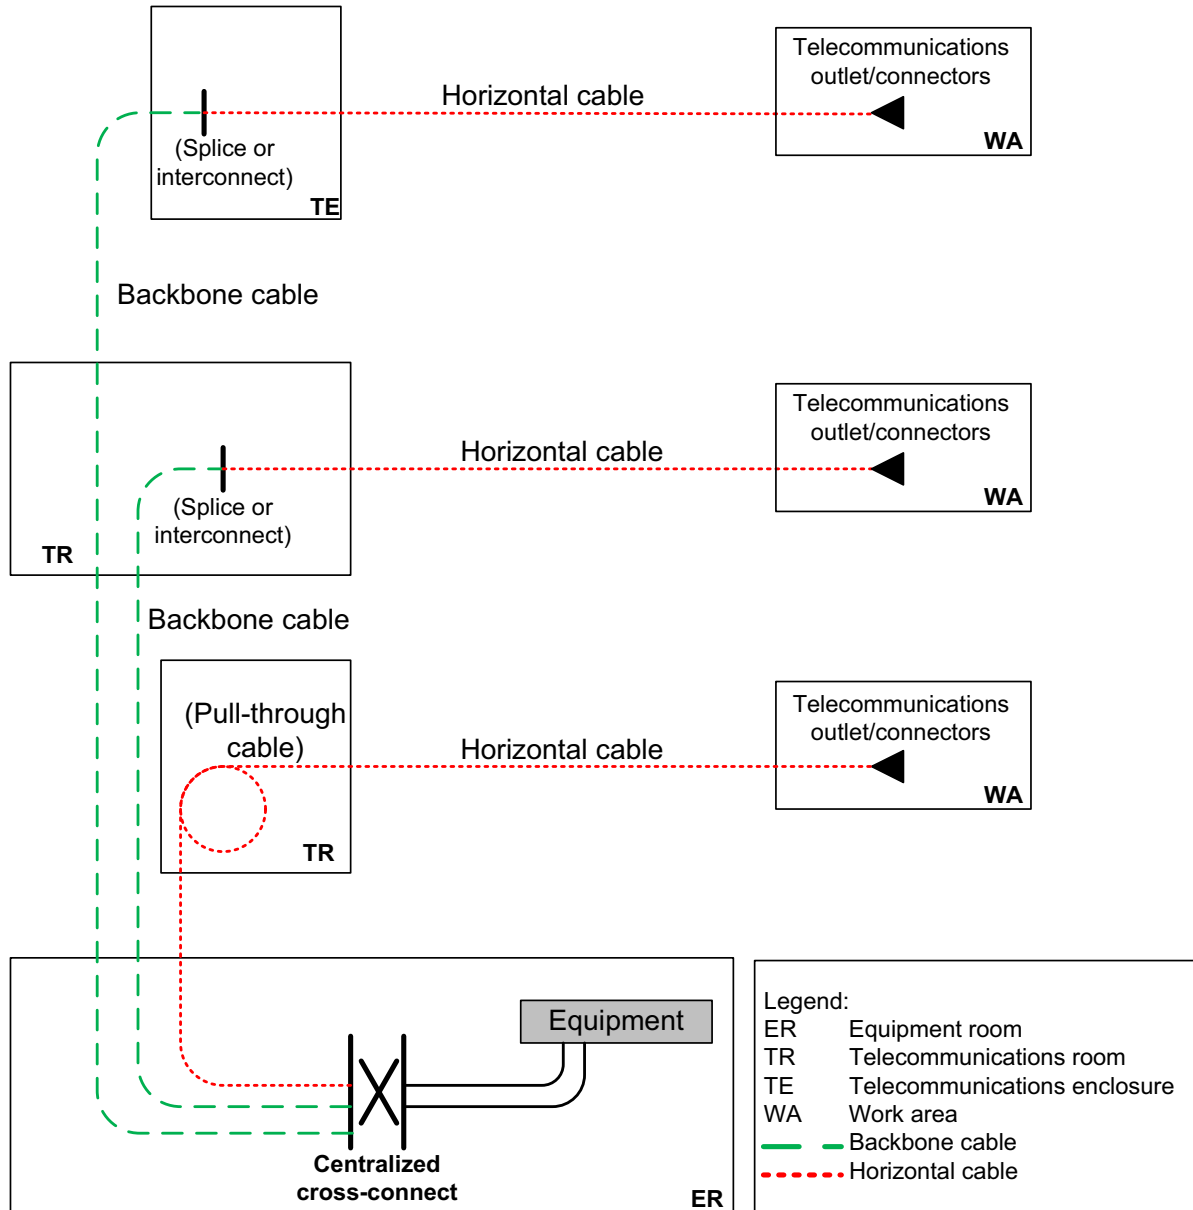 Telecommunications
outlet/connectors
WA
Horizontal cable
(Splice or
interconnect)
TE
Backbone cable
Telecommunications
outlet/connectors
WA
Horizontal cable
(Splice or
interconnect)
TR
Backbone cable
(Pull-through
cable)
TR
Horizontal cable
Telecommunications
outlet/connectors
WA
Equipment
Centralized
cross-connect
ER
Legend:
ER Equipment room
TR Telecommunications room
TE Telecommunications enclosure
WA Work area
Backbone cable
Horizontal cable